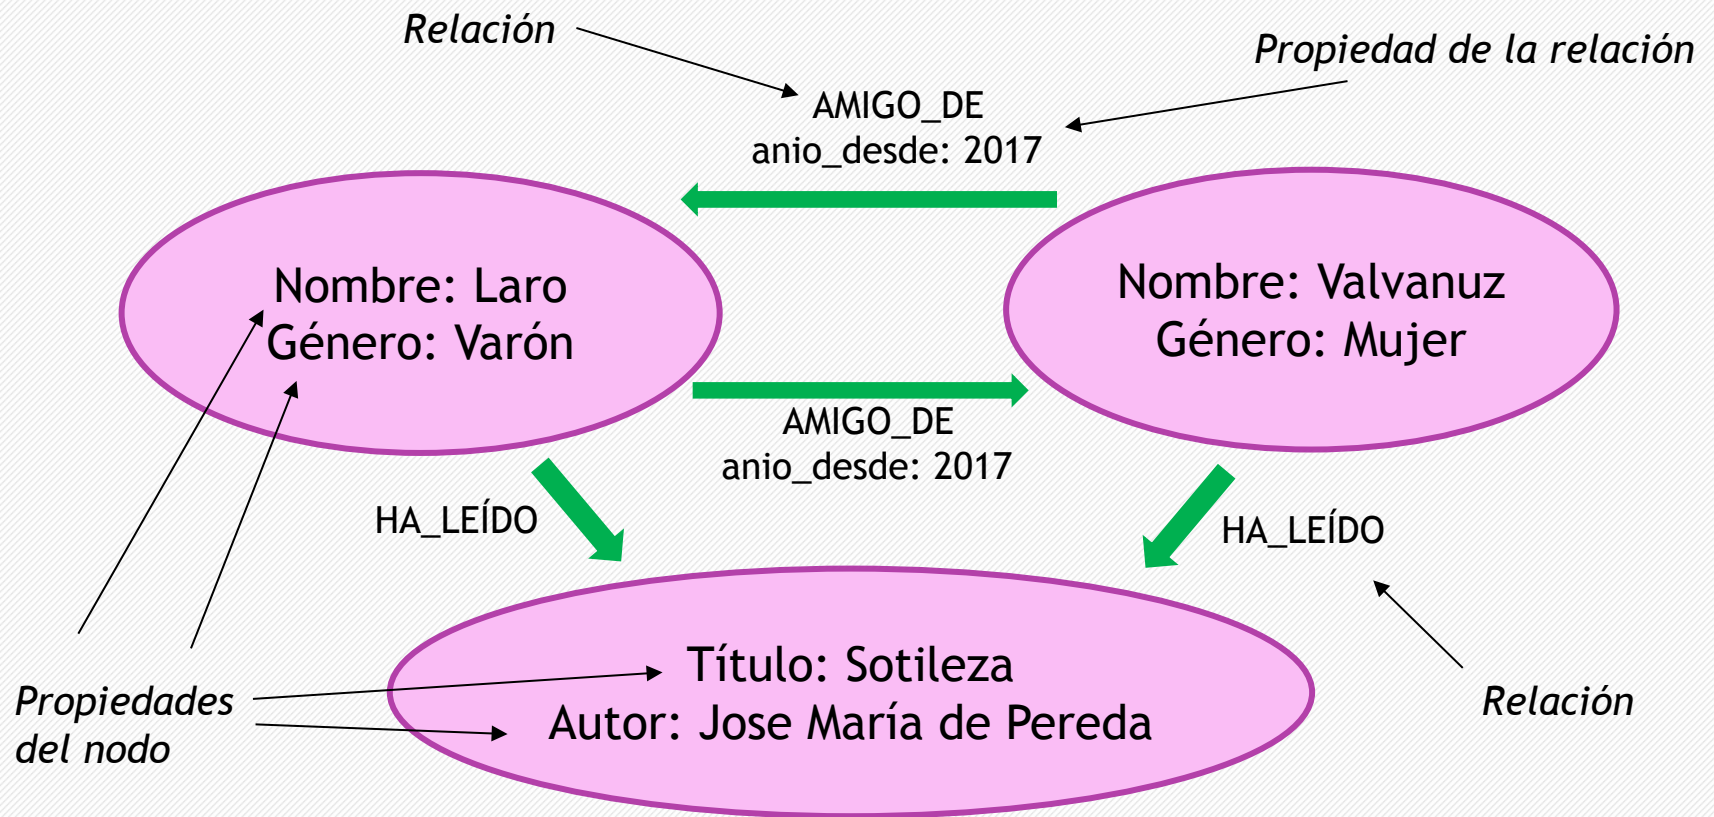 Relación
Propiedad de la relación
AMIGO_DE
anio_desde: 2017
Nombre: Laro
Género: Varón
Nombre: Valvanuz
Género: Mujer
AMIGO_DE
anio_desde: 2017
HA_LEÍDO
HA_LEÍDO
Título: Sotileza
Autor: Jose María de Pereda
Propiedades
del nodo
Relación